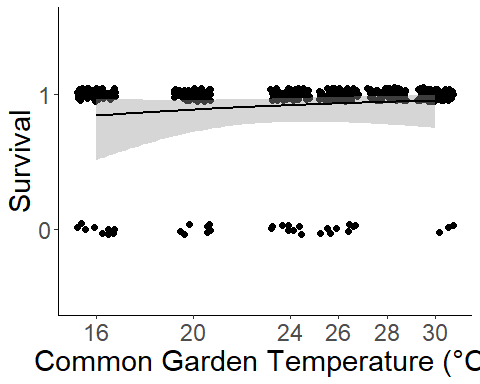 Survival
1
0
16 20 24 26 28 30
Common Garden Temperature (°C